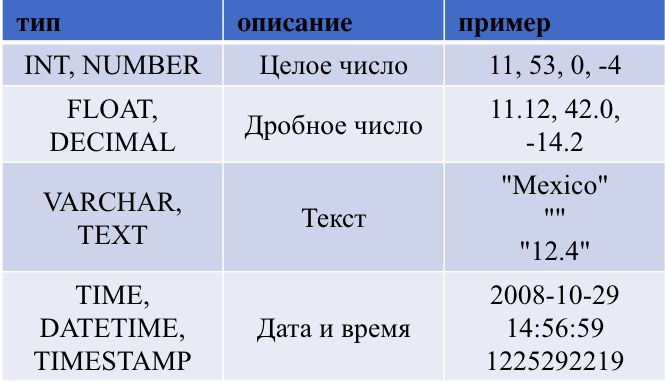 тип описание пример
INT, NUMBER Целое число 11, 53, 0, -4
FLOAT,
DECIMAL
Дробное число
11.12, 42.0,
-14.2
VARCHAR,
TEXT
Текст
"Mexico"
""
"12.4"
TIME,
DATETIME,
TIMESTAMP
Дата и время
2008-10-29
14:56:59
1225292219